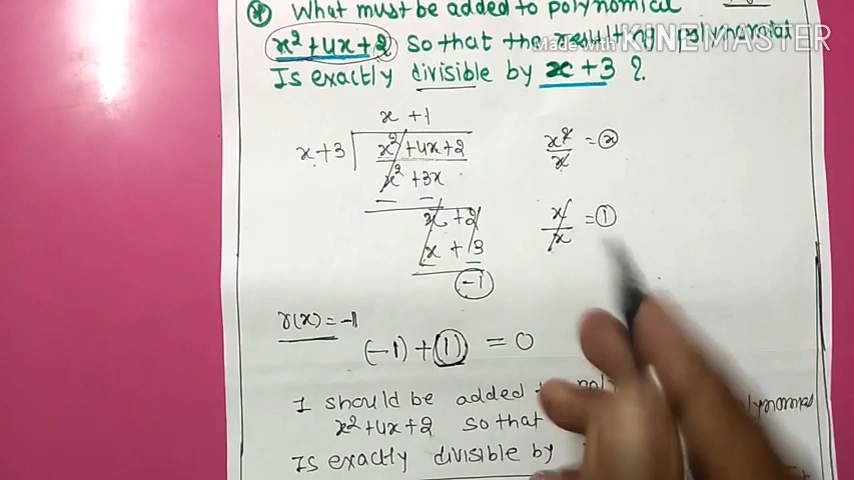 * What must be added to polynomial
x² + 4x + 2 so that the resulting polynomial
Is exactly divisible by x + 3 ?
Made with KINEMASTER
x + 1
x + 3 x² + 4x + 2 x²/x = x
x² + 3x
− −
x + 2 x/x = 1
x + 3
− −
-1
r(x) = -1
(-1) + (1) = 0
1 should be added
x² + 4x + 2 so that
Is exactly divisible by